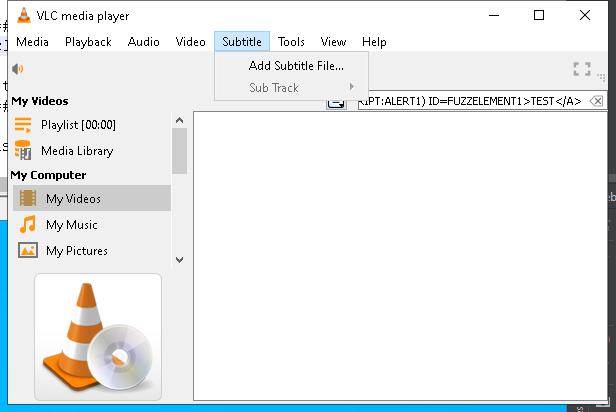 VLC media player
Media Playback Audio Video Subtitle Tools View Help
Add Subtitle File...
Sub Track
My Videos
RIPT:ALERT1) ID=FUZZELEMENT1>TEST</A>
Playlist [00:00]
Media Library
My Computer
My Videos
My Music
My Pictures